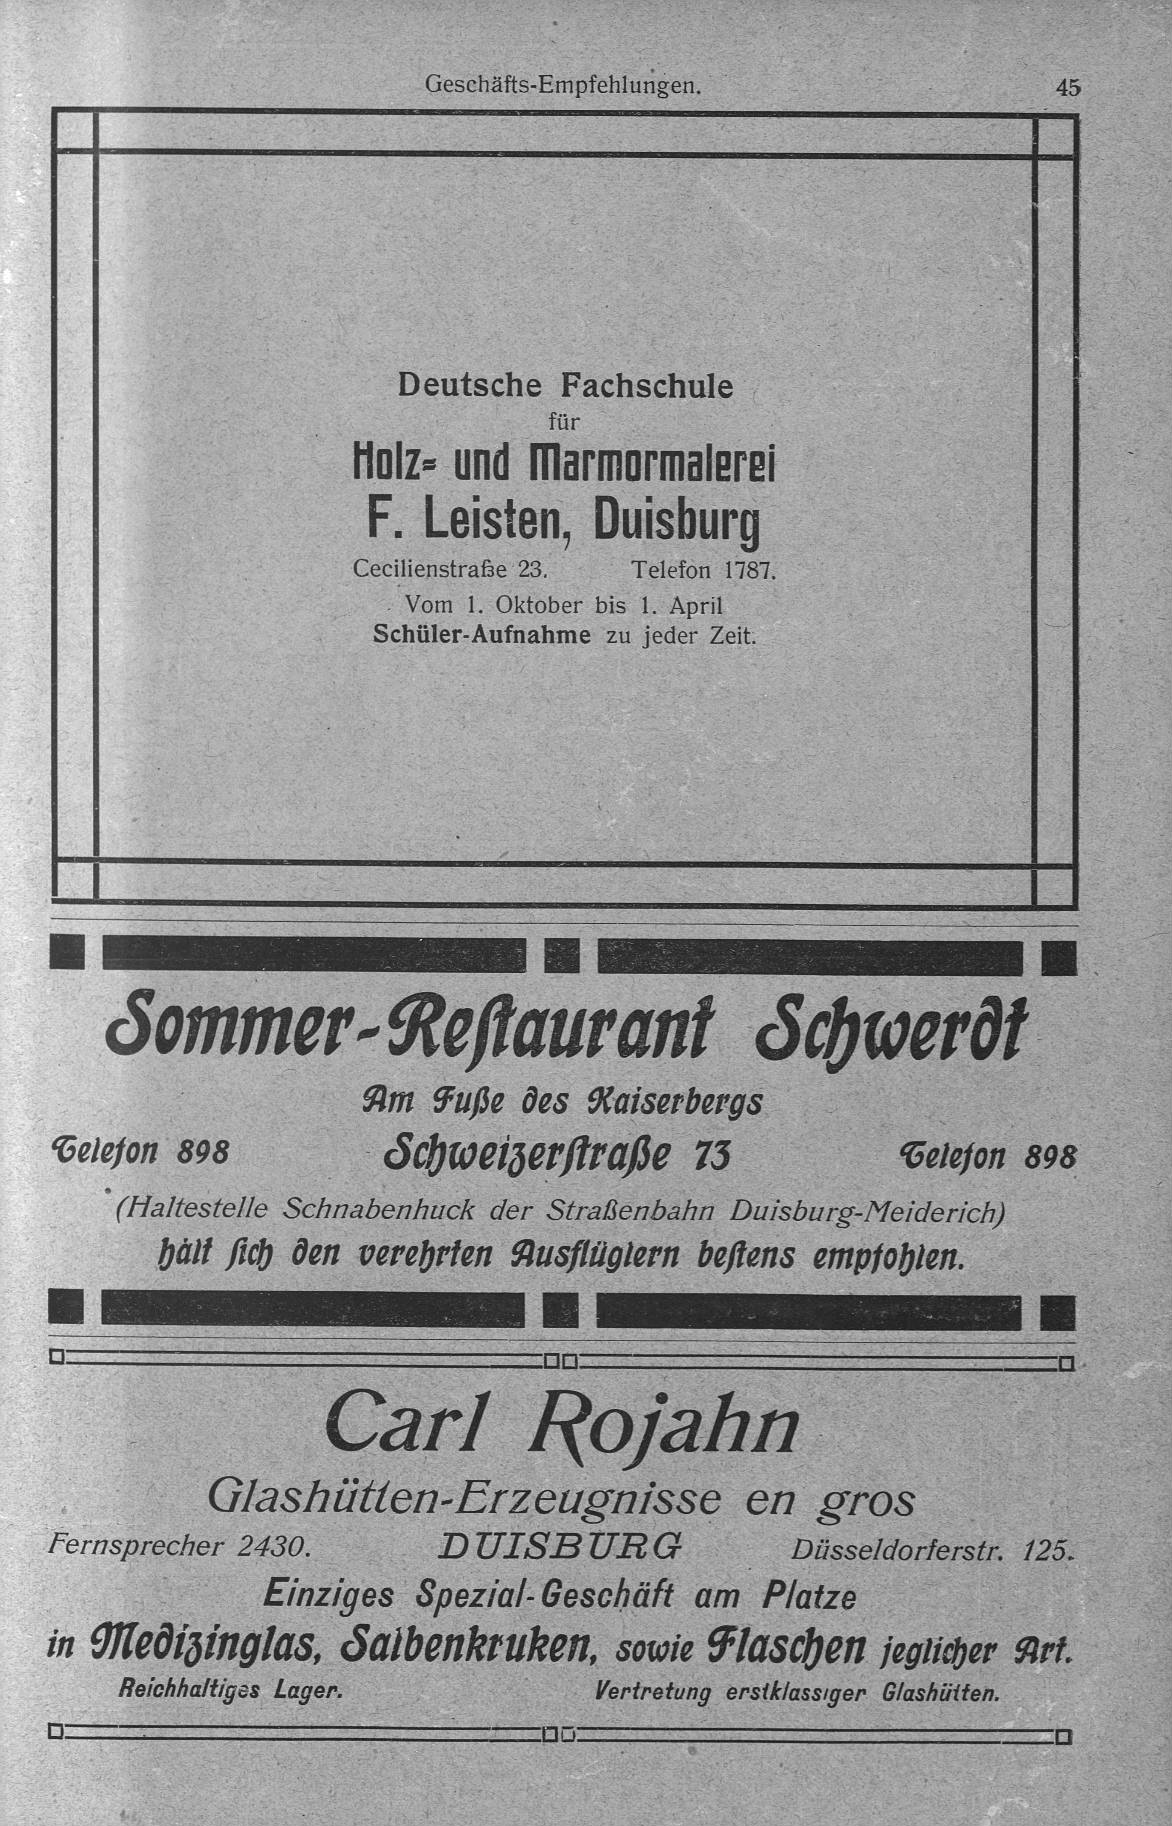 Geschäfts-Empfehlungen. 45
Deutsche Fachschule
für
Holz- und Marmormalerei
F. Leisten, Duisburg
Cecilienstraße 23. Telefon 1787.
Vom 1. Oktober bis 1. April
Schüler-Aufnahme zu jeder Zeit.
Sommer-Reſtaurant Schwerdt
Am Fuße des Kaiserbergs
Telefon 898 Schweizerſtraße 73 Telefon 898
(Haltestelle Schnabenhuck der Straßenbahn Duisburg-Meiderich)
hält ſich den verehrten Ausflüglern beſtens empfohlen.
Carl Rojahn
Glashütten-Erzeugnisse en gros
Fernsprecher 2430. DUISBURG Düsseldorferstr. 125.
Einziges Spezial-Geschäft am Platze
in Medizinglas, Salbenkruken, sowie Flaschen jeglicher Art.
Reichhaltiges Lager. Vertretung erstklassiger Glashütten.